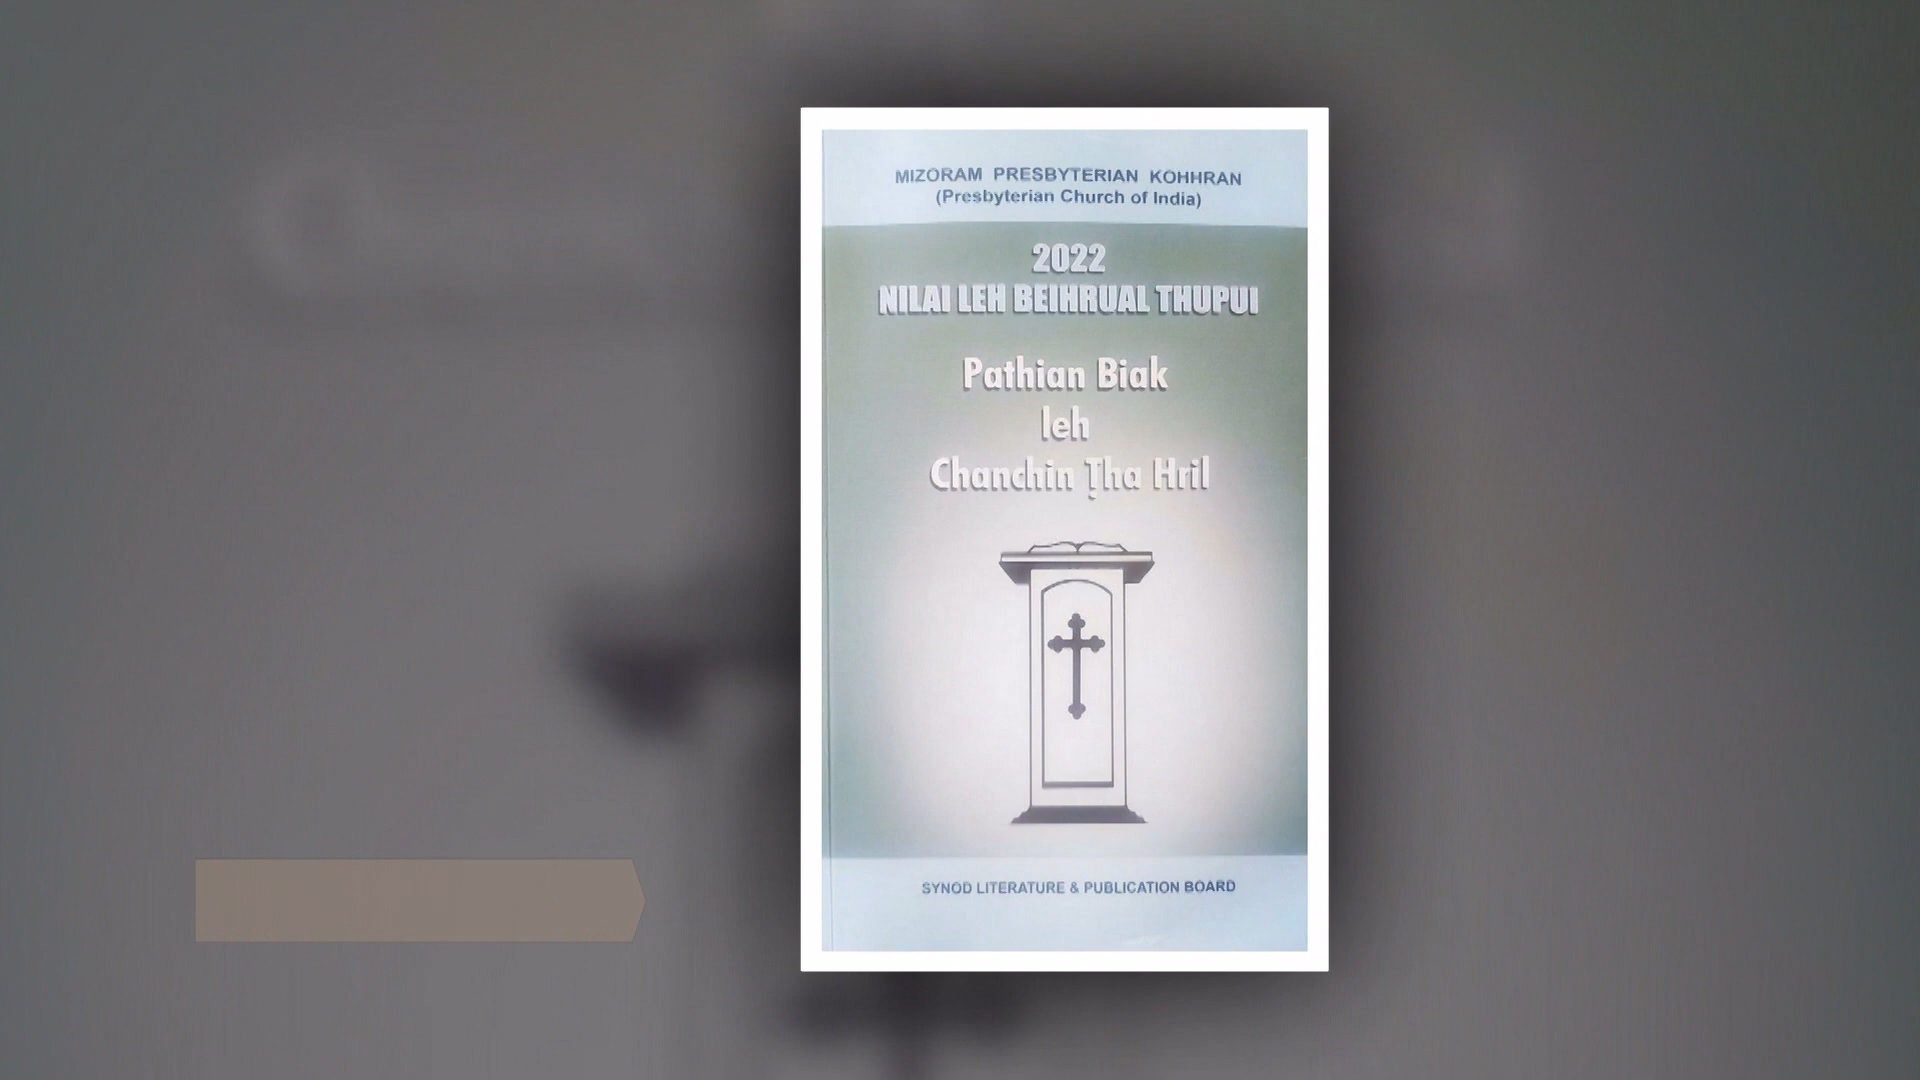 MIZORAM PRESBYTERIAN KOHHRAN
(Presbyterian Church of India)
2022
NILAI LEH BEIHRUAL THUPUI
Pathian Biak
leh
Chanchin Ṭha Hril
SYNOD LITERATURE & PUBLICATION BOARD